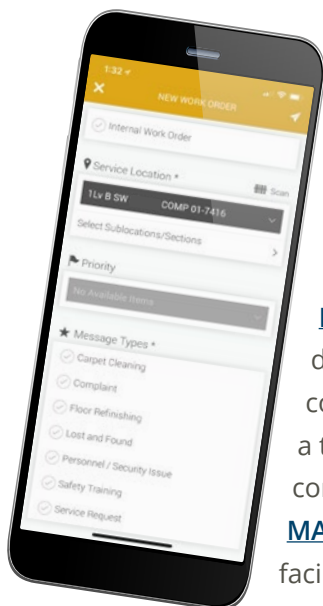 1:32
NEW WORK ORDER
Internal Work Order
Service Location *
Scan
1Lv B SW COMP 01-7416
Select Sublocations/Sections
Priority
No Available Items
Message Types *
Carpet Cleaning
Complaint
Floor Refinishing
Lost and Found
Personnel / Security Issue
Safety Training
Service Request
d
co
a t
con
MA
facil